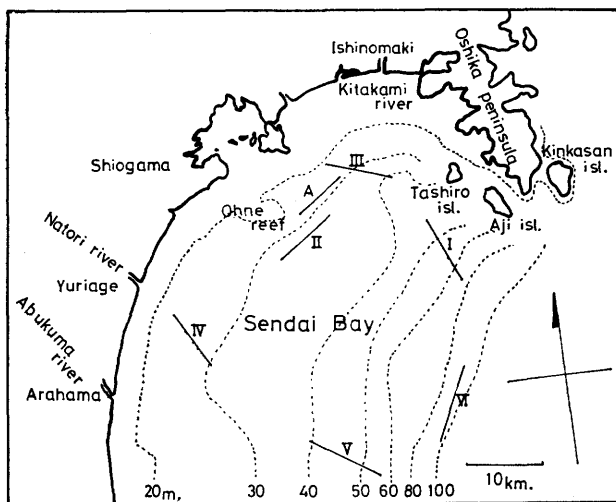 Ishinomaki
Kitakami
river
Oshika peninsula
Shiogama
Kinkasan
isl.
III
A
Tashiro
isl.
Ohne
reef
Aji isl.
II
I
Natori river
Yuriage
IV
Sendai Bay
Abukuma
river
Arahama
VI
V
10km.
20m, 30 40 50 60 80 100